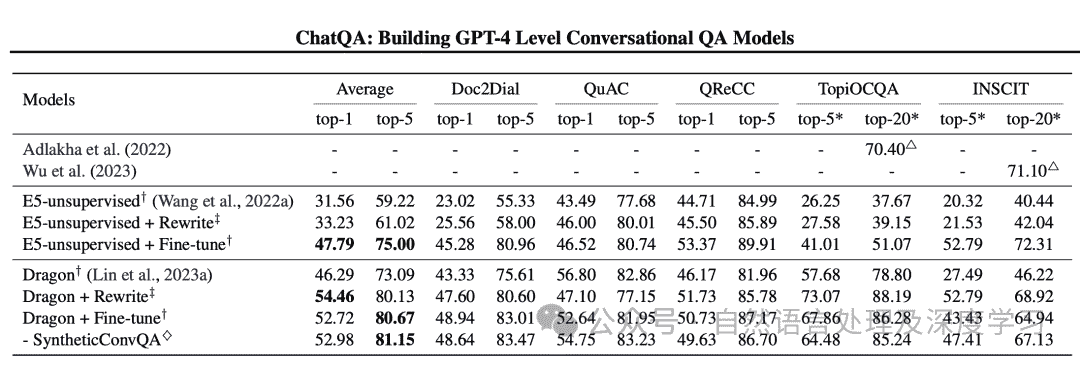 ChatQA: Building GPT-4 Level Conversational QA Models
Models Average Doc2Dial QuAC QReCC TopiOCQA INSCIT
top-1 top-5 top-1 top-5 top-1 top-5 top-1 top-5 top-5* top-20* top-5* top-20*
Adlakha et al. (2022) - - - - - - - - - 70.40△ - -
Wu et al. (2023) - - - - - - - - - - - 71.10△
E5-unsupervised† (Wang et al., 2022a) 31.56 59.22 23.02 55.33 43.49 77.68 44.71 84.99 26.25 37.67 20.32 40.44
E5-unsupervised + Rewrite‡ 33.23 61.02 25.56 58.00 46.00 80.01 45.50 85.89 27.58 39.15 21.53 42.04
E5-unsupervised + Fine-tune† 47.79 75.00 45.28 80.96 46.52 80.74 53.37 89.91 41.01 51.07 52.79 72.31
Dragon† (Lin et al., 2023a) 46.29 73.09 43.33 75.61 56.80 82.86 46.17 81.96 57.68 78.80 27.49 46.22
Dragon + Rewrite‡ 54.46 80.13 47.60 80.60 47.10 77.15 51.73 85.78 73.07 88.19 52.79 68.92
Dragon + Fine-tune† 52.72 80.67 48.94 83.01 52.64 81.95 50.73 87.17 67.86 86.28 43.43 64.94
- SyntheticConvQA◇ 52.98 81.15 48.64 83.47 54.75 83.23 49.63 86.70 64.48 85.24 47.41 67.13
公众号 · 自然语言处理及深度学习